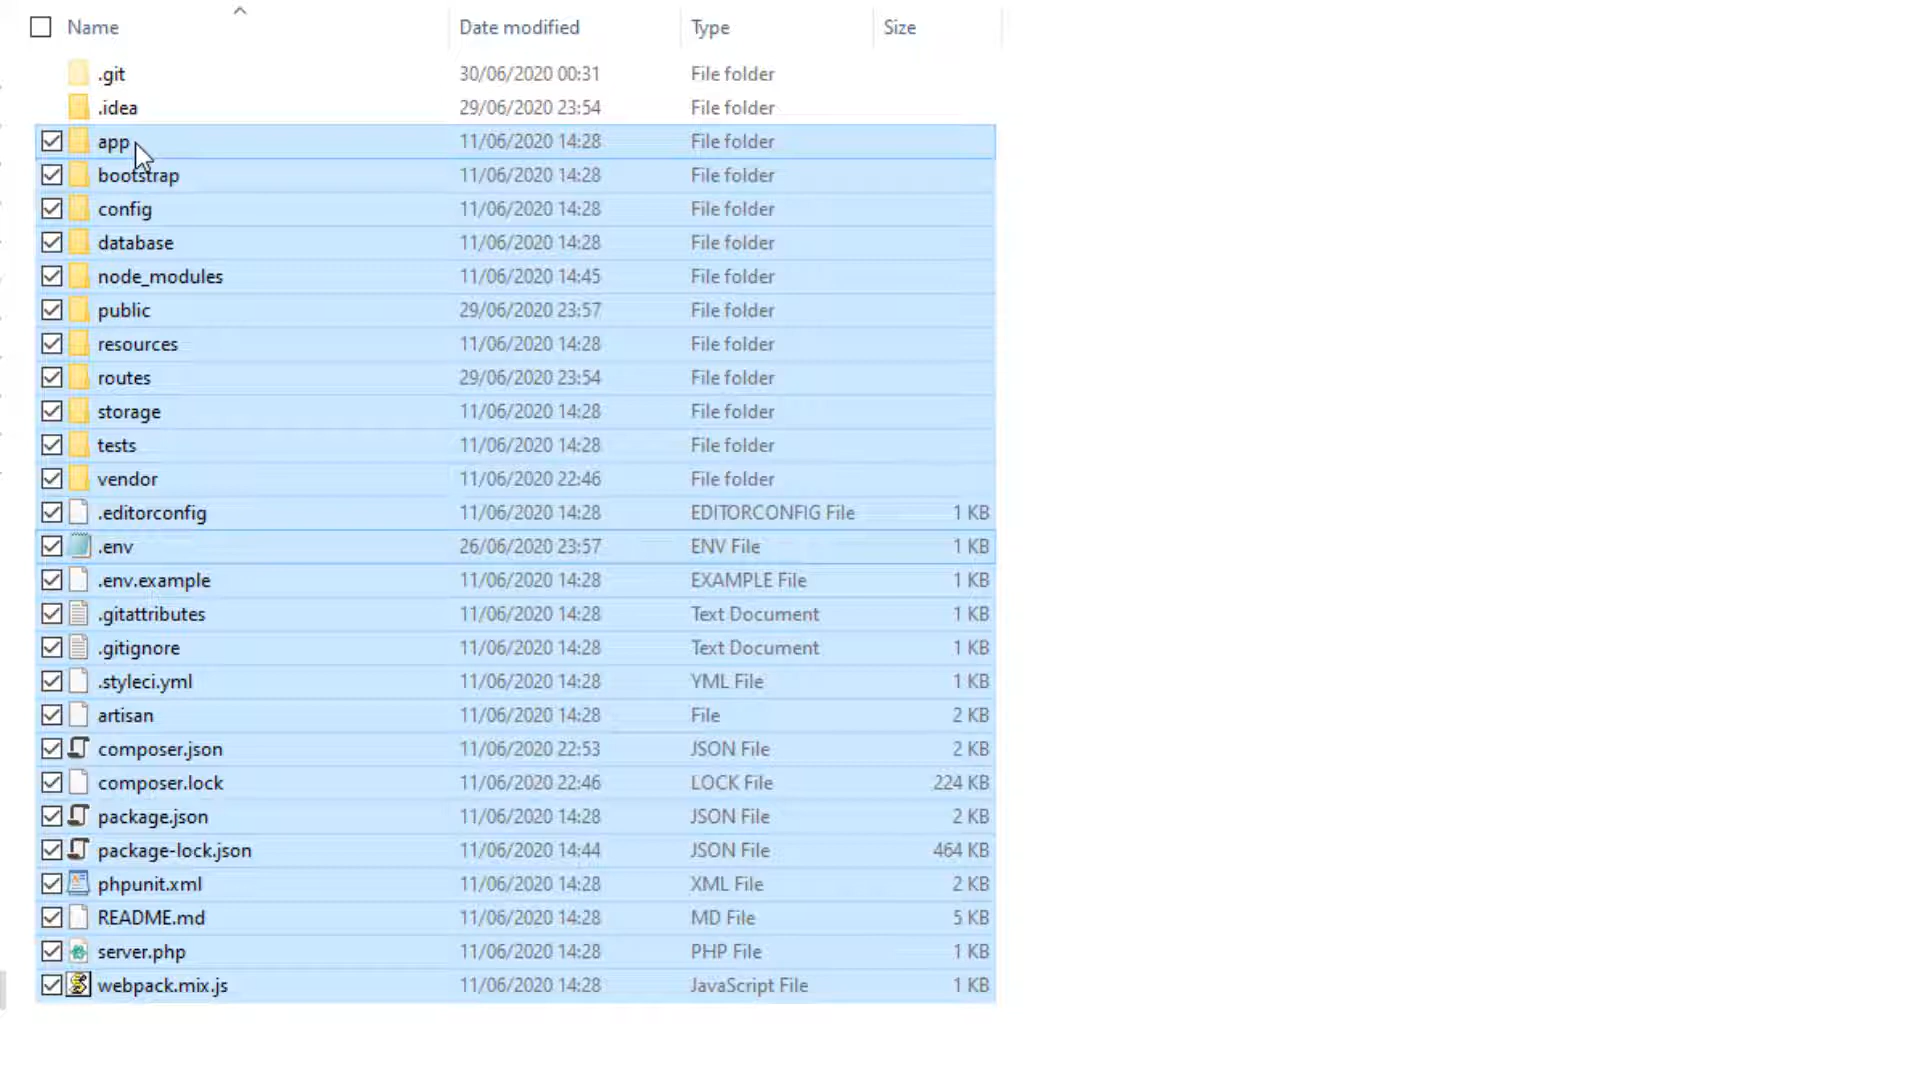 Name Date modified Type Size
.git 30/06/2020 00:31 File folder
.idea 29/06/2020 23:54 File folder
app 11/06/2020 14:28 File folder
bootstrap 11/06/2020 14:28 File folder
config 11/06/2020 14:28 File folder
database 11/06/2020 14:28 File folder
node_modules 11/06/2020 14:45 File folder
public 29/06/2020 23:57 File folder
resources 11/06/2020 14:28 File folder
routes 29/06/2020 23:54 File folder
storage 11/06/2020 14:28 File folder
tests 11/06/2020 14:28 File folder
vendor 11/06/2020 22:46 File folder
.editorconfig 11/06/2020 14:28 EDITORCONFIG File 1 KB
.env 26/06/2020 23:57 ENV File 1 KB
.env.example 11/06/2020 14:28 EXAMPLE File 1 KB
.gitattributes 11/06/2020 14:28 Text Document 1 KB
.gitignore 11/06/2020 14:28 Text Document 1 KB
.styleci.yml 11/06/2020 14:28 YML File 1 KB
artisan 11/06/2020 14:28 File 2 KB
composer.json 11/06/2020 22:53 JSON File 2 KB
composer.lock 11/06/2020 22:46 LOCK File 224 KB
package.json 11/06/2020 14:28 JSON File 2 KB
package-lock.json 11/06/2020 14:44 JSON File 464 KB
phpunit.xml 11/06/2020 14:28 XML File 2 KB
README.md 11/06/2020 14:28 MD File 5 KB
server.php 11/06/2020 14:28 PHP File 1 KB
webpack.mix.js 11/06/2020 14:28 JavaScript File 1 KB